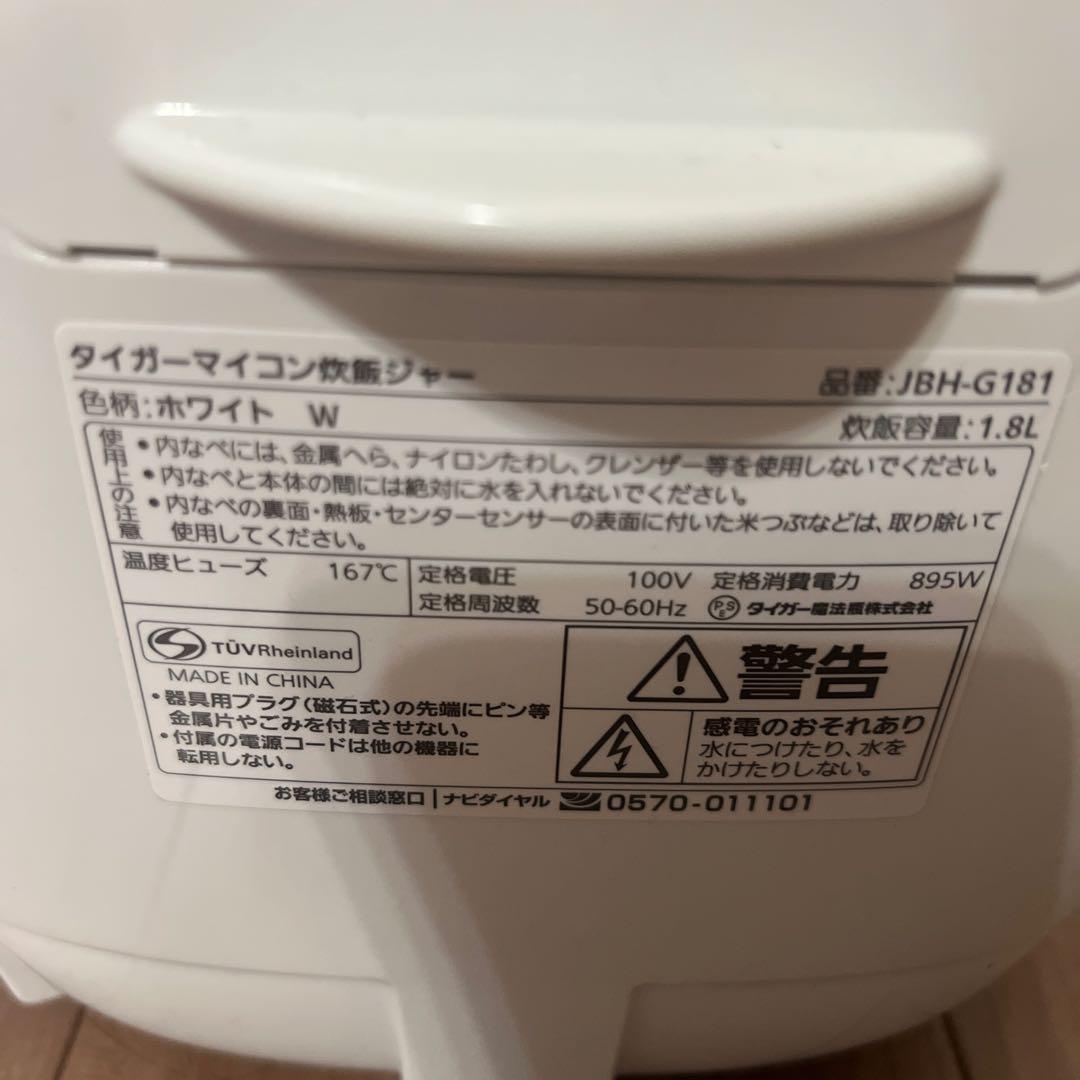 タイガーマイコン炊飯ジャー 品番:JBH-G181
色柄:ホワイト W 炊飯容量:1.8L
使用上の注意
•内なべには、金属へら、ナイロンたわし、クレンザー等を使用しないでください。
•内なべと本体の間には絶対に水を入れないでください。
•内なべの裏面・熱板・センターセンサーの表面に付いた米つぶなどは、取り除いて
使用してください。
温度ヒューズ 167℃ 定格電圧 100V 定格消費電力 895W
定格周波数 50-60Hz PSE タイガー魔法瓶株式会社
TÜVRheinland
MADE IN CHINA
•器具用プラグ(磁石式)の先端にピン等
金属片やごみを付着させない。
•付属の電源コードは他の機器に
転用しない。
警告
感電のおそれあり
水につけたり、水を
かけたりしない。
お客様ご相談窓口|ナビダイヤル 0570-011101